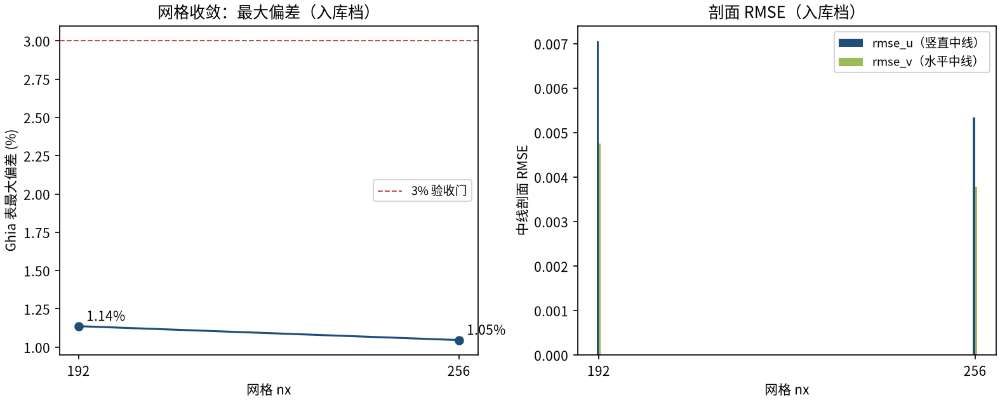 网格收敛：最大偏差（入库档）
Ghia 表最大偏差 (%)
3.00
2.75
2.50
2.25
2.00
1.75
1.50
1.25
1.00
3% 验收门
1.14%
1.05%
192
256
网格 nx
剖面 RMSE（入库档）
中线剖面 RMSE
0.007
0.006
0.005
0.004
0.003
0.002
0.001
0.000
rmse_u（竖直中线）
rmse_v（水平中线）
192
256
网格 nx